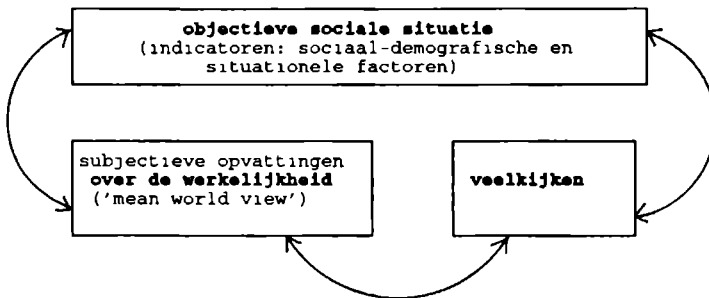 objectieve sociale situatie
(indicatoren: sociaal-demografische en
situationele factoren)
subjectieve opvattingen
over de werkelijkheid
('mean world view')
veelkijken